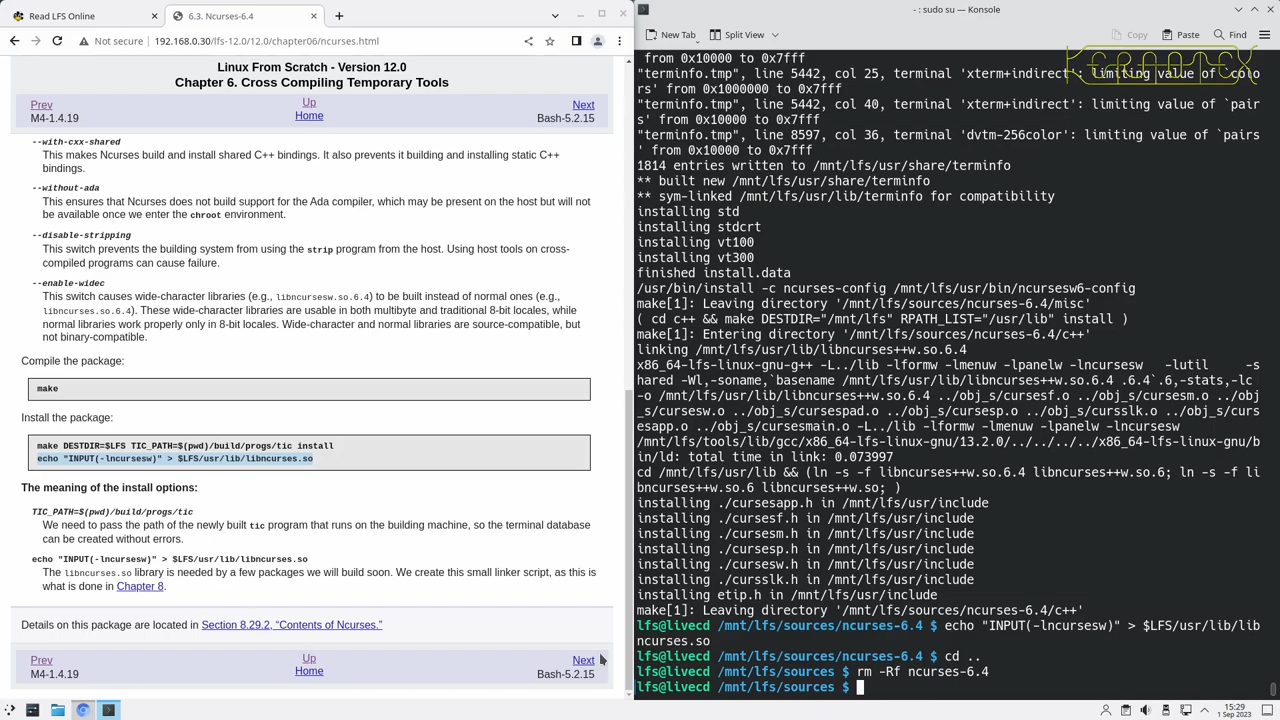 Read LFS Online
6.3. Ncurses-6.4
Not secure
192.168.0.30/lfs-12.0/12.0/chapter06/ncurses.html
Linux From Scratch - Version 12.0
Chapter 6. Cross Compiling Temporary Tools
Prev
Up
Next
M4-1.4.19
Home
Bash-5.2.15
--with-cxx-shared
This makes Ncurses build and install shared C++ bindings. It also prevents it building and installing static C++
bindings.
--without-ada
This ensures that Ncurses does not build support for the Ada compiler, which may be present on the host but will not
be available once we enter the chroot environment.
--disable-stripping
This switch prevents the building system from using the strip program from the host. Using host tools on cross-
compiled programs can cause failure.
--enable-widec
This switch causes wide-character libraries (e.g., libncursesw.so.6.4) to be built instead of normal ones (e.g.,
libncurses.so.6.4). These wide-character libraries are usable in both multibyte and traditional 8-bit locales,
while normal libraries work properly only in 8-bit locales. Wide-character and normal libraries are source-compatible, but
not binary-compatible.
Compile the package:
make
Install the package:
make DESTDIR=$LFS TIC_PATH=$(pwd)/build/progs/tic install
echo "INPUT(-lncursesw)" > $LFS/usr/lib/libncurses.so
The meaning of the install options:
TIC_PATH=$(pwd)/build/progs/tic
We need to pass the path of the newly built tic program that runs on the building machine, so the terminal database
can be created without errors.
echo "INPUT(-lncursesw)" > $LFS/usr/lib/libncurses.so
The libncurses.so library is needed by a few packages we will build soon. We create this small linker script, as this is
what is done in Chapter 8.
Details on this package are located in Section 8.29.2, “Contents of Ncurses.”
Prev
Up
Next
M4-1.4.19
Home
Bash-5.2.15
- : sudo su — Konsole
New Tab
Split View
Copy
Paste
Find
from 0x10000 to 0x7fff
"terminfo.tmp", line 5442, col 25, terminal 'xterm+indirect': limiting value of `colo
rs' from 0x1000000 to 0x7fff
"terminfo.tmp", line 5442, col 40, terminal 'xterm+indirect': limiting value of `pair
s' from 0x10000 to 0x7fff
"terminfo.tmp", line 8597, col 36, terminal 'dvtm-256color': limiting value of `pairs
' from 0x10000 to 0x7fff
1814 entries written to /mnt/lfs/usr/share/terminfo
** built new /mnt/lfs/usr/share/terminfo
** sym-linked /mnt/lfs/usr/lib/terminfo for compatibility
installing std
installing stdcrt
installing vt100
installing vt300
finished install.data
/usr/bin/install -c ncurses-config /mnt/lfs/usr/bin/ncursesw6-config
make[1]: Leaving directory '/mnt/lfs/sources/ncurses-6.4/misc'
( cd c++ && make DESTDIR="/mnt/lfs" RPATH_LIST="/usr/lib" install )
make[1]: Entering directory '/mnt/lfs/sources/ncurses-6.4/c++'
linking /mnt/lfs/usr/lib/libncurses++w.so.6.4
x86_64-lfs-linux-gnu-g++ -L../lib -lformw -lmenuw -lpanelw -lncursesw   -lutil    -s
hared -Wl,-soname,`basename /mnt/lfs/usr/lib/libncurses++w.so.6.4 .6.4`.6,-stats,-lc
-o /mnt/lfs/usr/lib/libncurses++w.so.6.4 ../obj_s/cursesf.o ../obj_s/cursesm.o ../obj
_s/cursesw.o ../obj_s/cursespad.o ../obj_s/cursesp.o ../obj_s/cursslk.o ../obj_s/curs
esapp.o ../obj_s/cursesmain.o -L../lib -lformw -lmenuw -lpanelw -lncursesw
/mnt/lfs/tools/lib/gcc/x86_64-lfs-linux-gnu/13.2.0/../../../../x86_64-lfs-linux-gnu/b
in/ld: total time in link: 0.073997
cd /mnt/lfs/usr/lib && (ln -s -f libncurses++w.so.6.4 libncurses++w.so.6; ln -s -f li
bncurses++w.so.6 libncurses++w.so; )
installing ./cursesapp.h in /mnt/lfs/usr/include
installing ./cursesf.h in /mnt/lfs/usr/include
installing ./cursesm.h in /mnt/lfs/usr/include
installing ./cursesp.h in /mnt/lfs/usr/include
installing ./cursesw.h in /mnt/lfs/usr/include
installing ./cursslk.h in /mnt/lfs/usr/include
installing etip.h in /mnt/lfs/usr/include
make[1]: Leaving directory '/mnt/lfs/sources/ncurses-6.4/c++'
lfs@livecd /mnt/lfs/sources/ncurses-6.4 $ echo "INPUT(-lncursesw)" > $LFS/usr/lib/lib
ncurses.so
lfs@livecd /mnt/lfs/sources/ncurses-6.4 $ cd ..
lfs@livecd /mnt/lfs/sources $ rm -Rf ncurses-6.4
lfs@livecd /mnt/lfs/sources $
15:29
1 Sep 2023